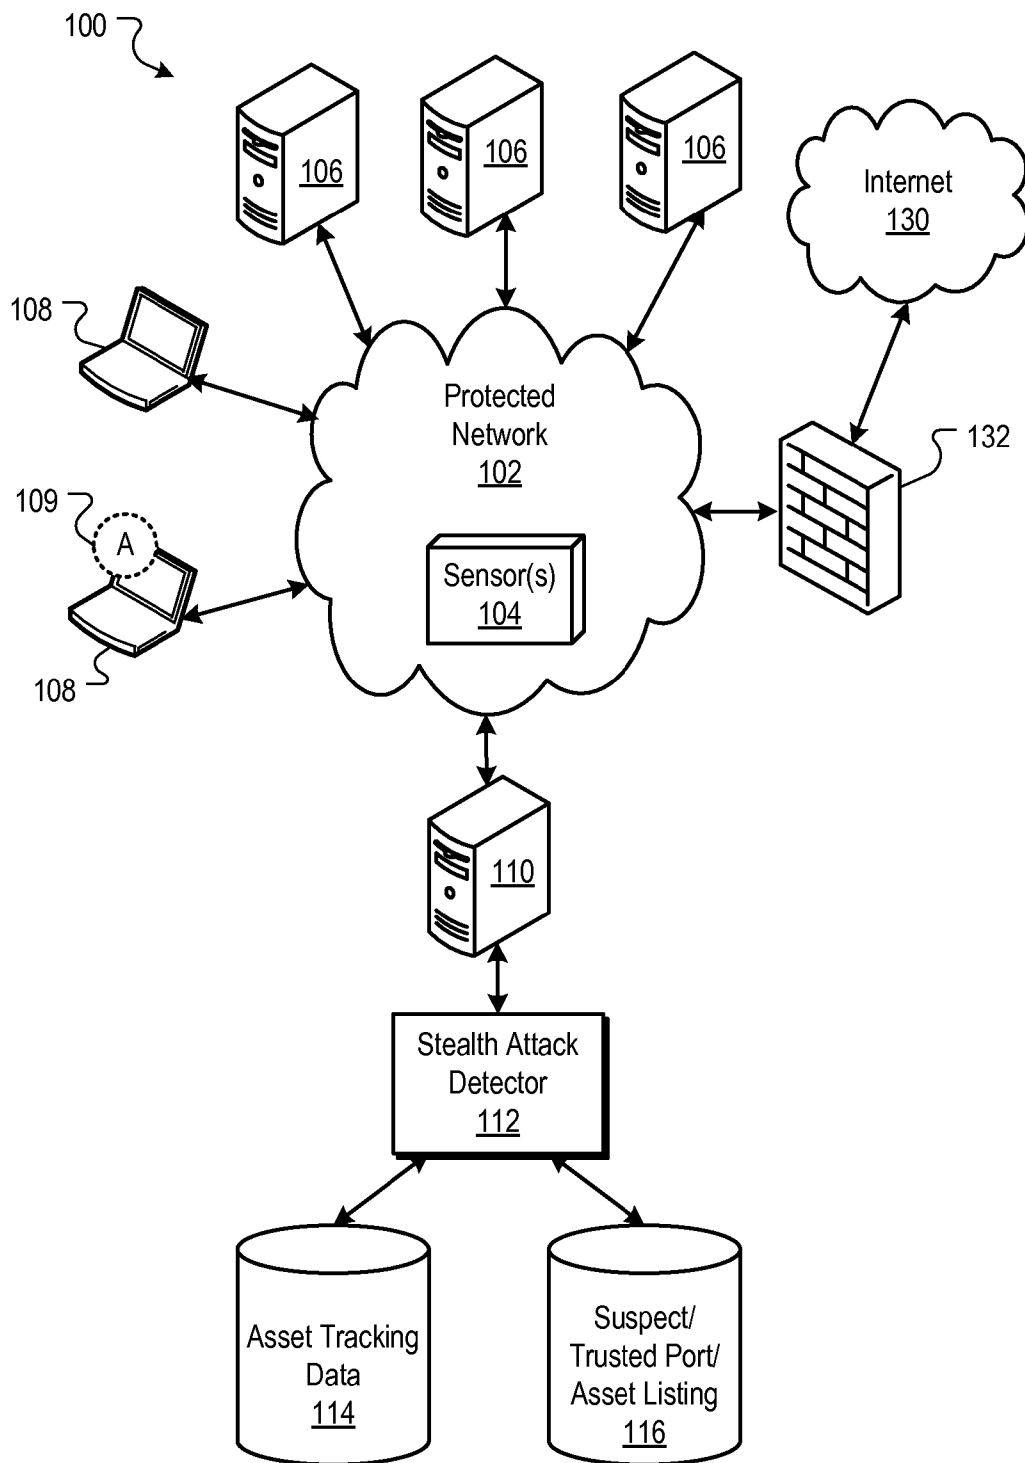 100
106
106
106
Internet
130
108
Protected
Network
102
132
109
A
Sensor(s)
104
108
110
Stealth Attack
Detector
112
Asset Tracking
Data
114
Suspect/
Trusted Port/
Asset Listing
116